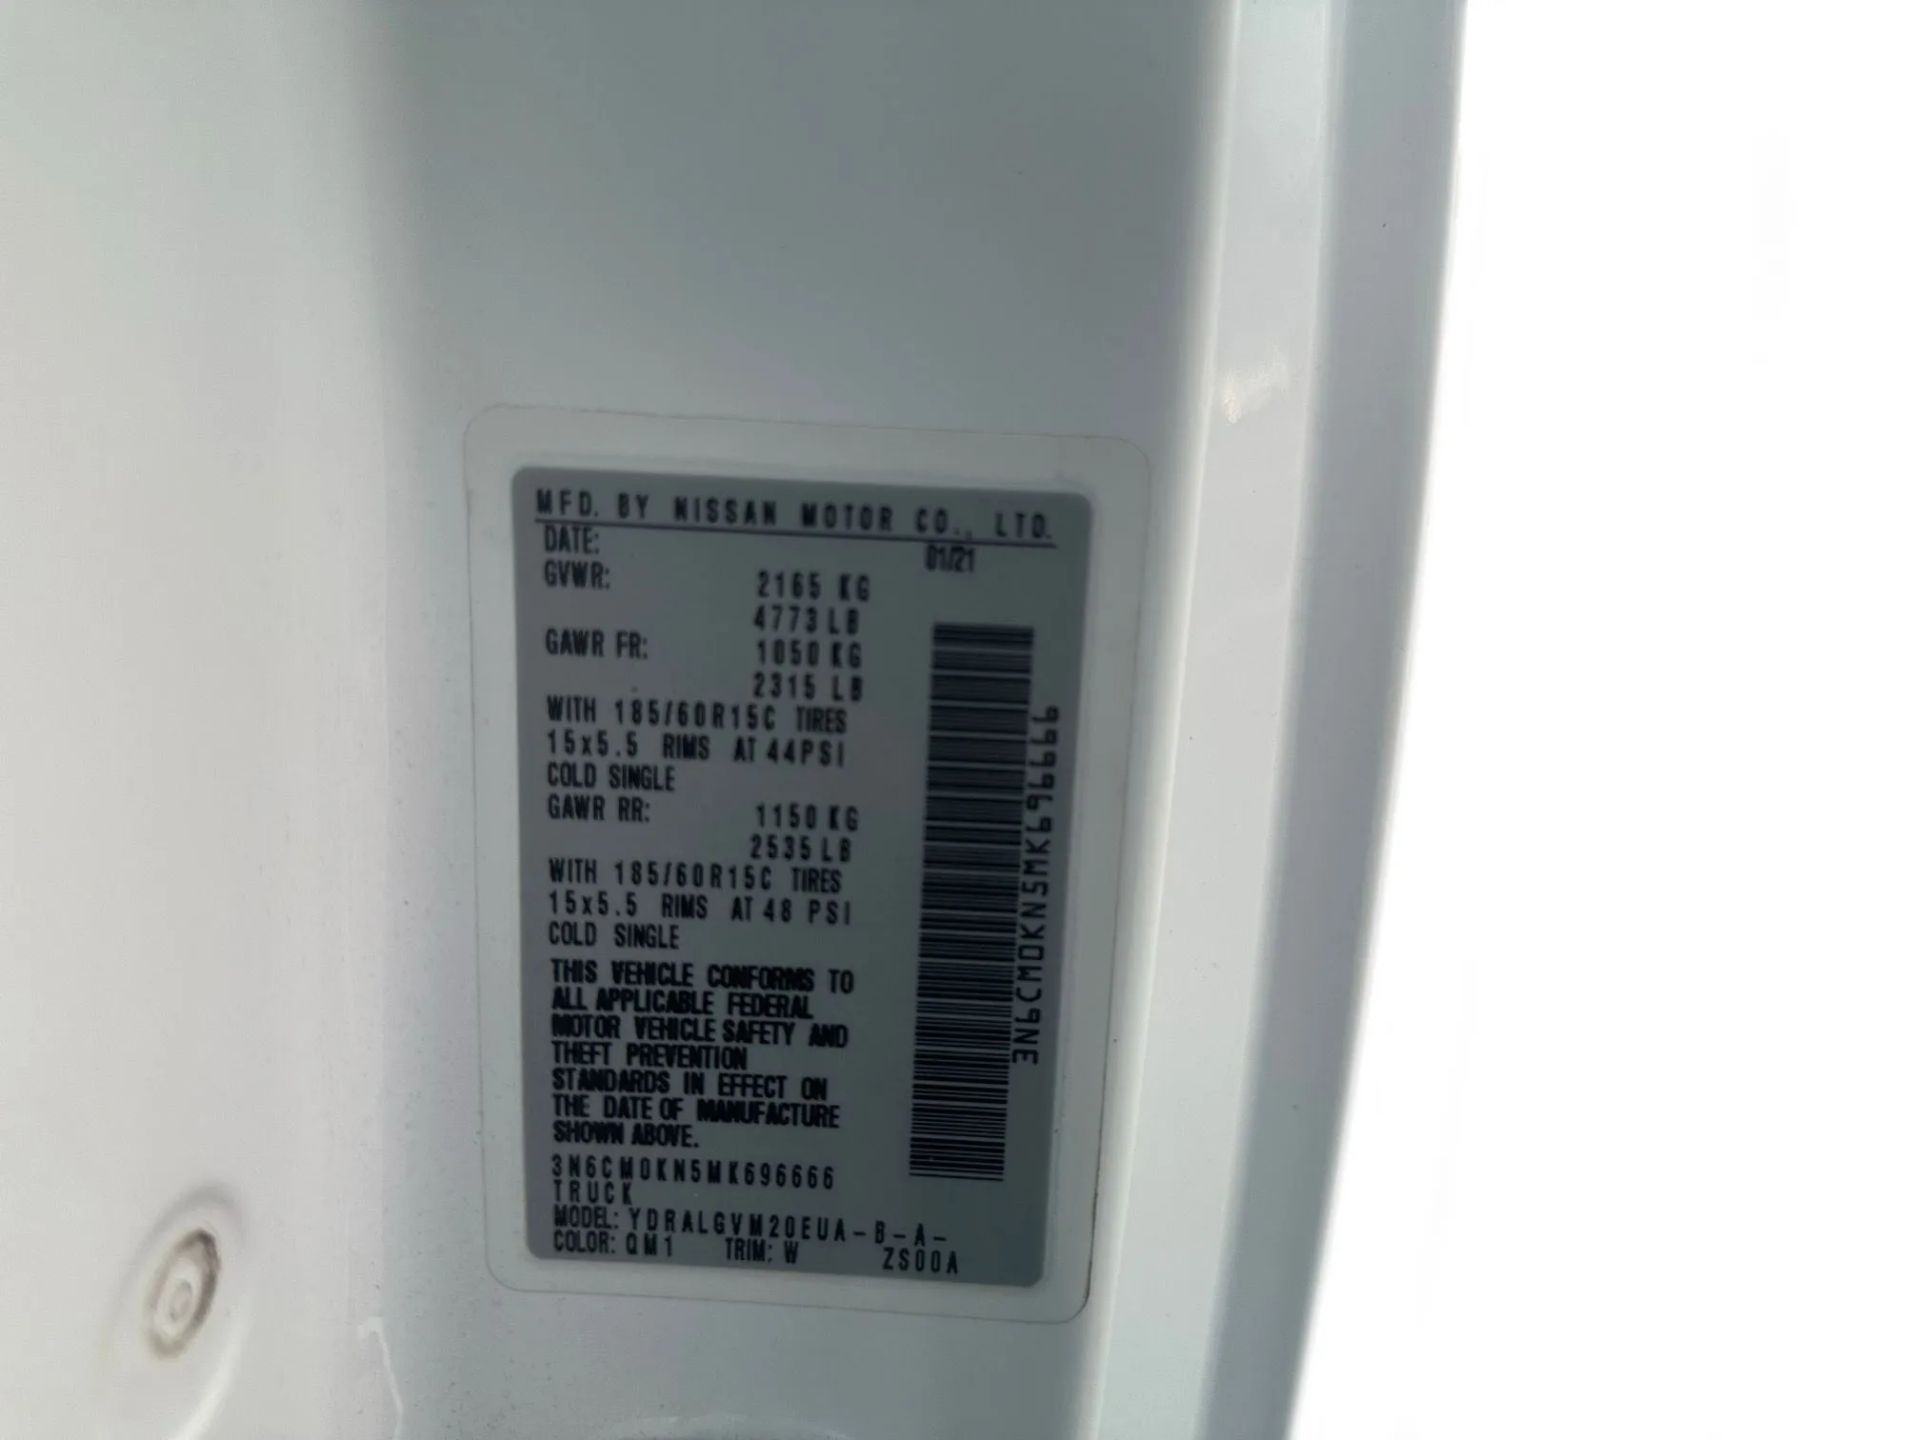 MFD. BY NISSAN MOTOR CO., LTD.
DATE: 01/21
GVWR: 2165 KG
4773 LB
GAWR FR: 1050 KG
2315 LB
WITH 185/60R15C TIRES
15x5.5 RIMS AT 44PSI
COLD SINGLE
GAWR RR: 1150 KG
2535 LB
WITH 185/60R15C TIRES
15x5.5 RIMS AT 48 PSI
COLD SINGLE
THIS VEHICLE CONFORMS TO
ALL APPLICABLE FEDERAL
MOTOR VEHICLE SAFETY AND
THEFT PREVENTION
STANDARDS IN EFFECT ON
THE DATE OF MANUFACTURE
SHOWN ABOVE.
3N6CM0KN5MK696666
TRUCK
MODEL: YDRALGVM20EUA-B-A-
COLOR: QM1 TRIM: W ZS00A
3N6CM0KN5MK696666